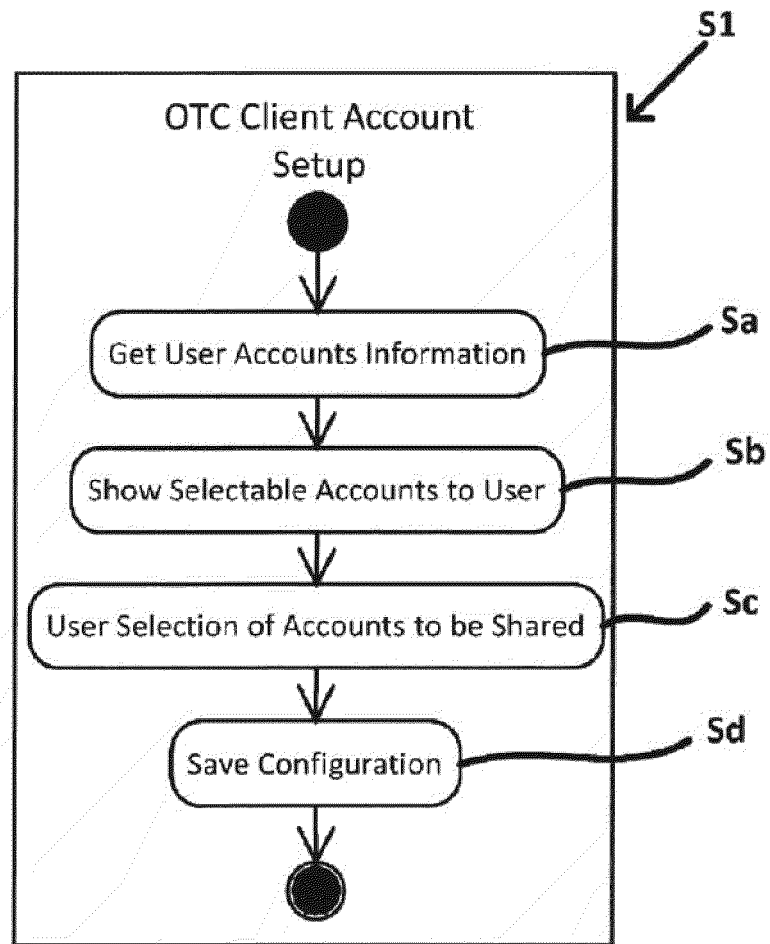 S1
OTC Client Account
Setup
Get User Accounts Information
Sa
Show Selectable Accounts to User
Sb
User Selection of Accounts to be Shared
Sc
Save Configuration
Sd